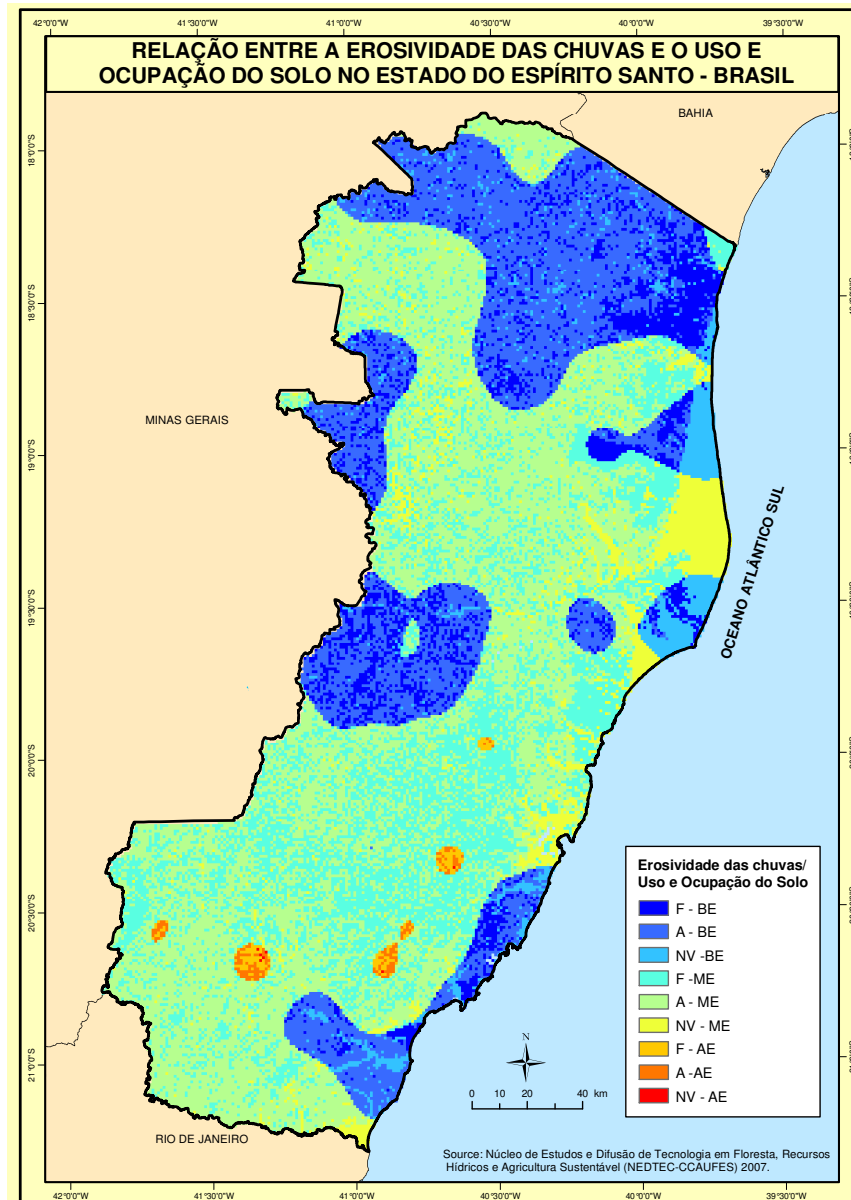 42°0'0"W 41°30'0"W 41°0'0"W 40°30'0"W 40°0'0"W 39°30'0"W
RELAÇÃO ENTRE A EROSIVIDADE DAS CHUVAS E O USO E
OCUPAÇÃO DO SOLO NO ESTADO DO ESPÍRITO SANTO - BRASIL
BAHIA
18°0'0"S
18°30'0"S
MINAS GERAIS
19°0'0"S
OCEANO ATLÂNTICO SUL
19°30'0"S
20°0'0"S
20°30'0"S
21°0'0"S
Erosividade das chuvas/
Uso e Ocupação do Solo
F - BE
A - BE
NV -BE
F -ME
A - ME
NV - ME
F - AE
A -AE
NV - AE
N
0 10 20 40 km
RIO DE JANEIRO
Source: Núcleo de Estudos e Difusão de Tecnologia em Floresta, Recursos
Hídricos e Agricultura Sustentável (NEDTEC-CCAUFES) 2007.
42°0'0"W 41°30'0"W 41°0'0"W 40°30'0"W 40°0'0"W 39°30'0"W